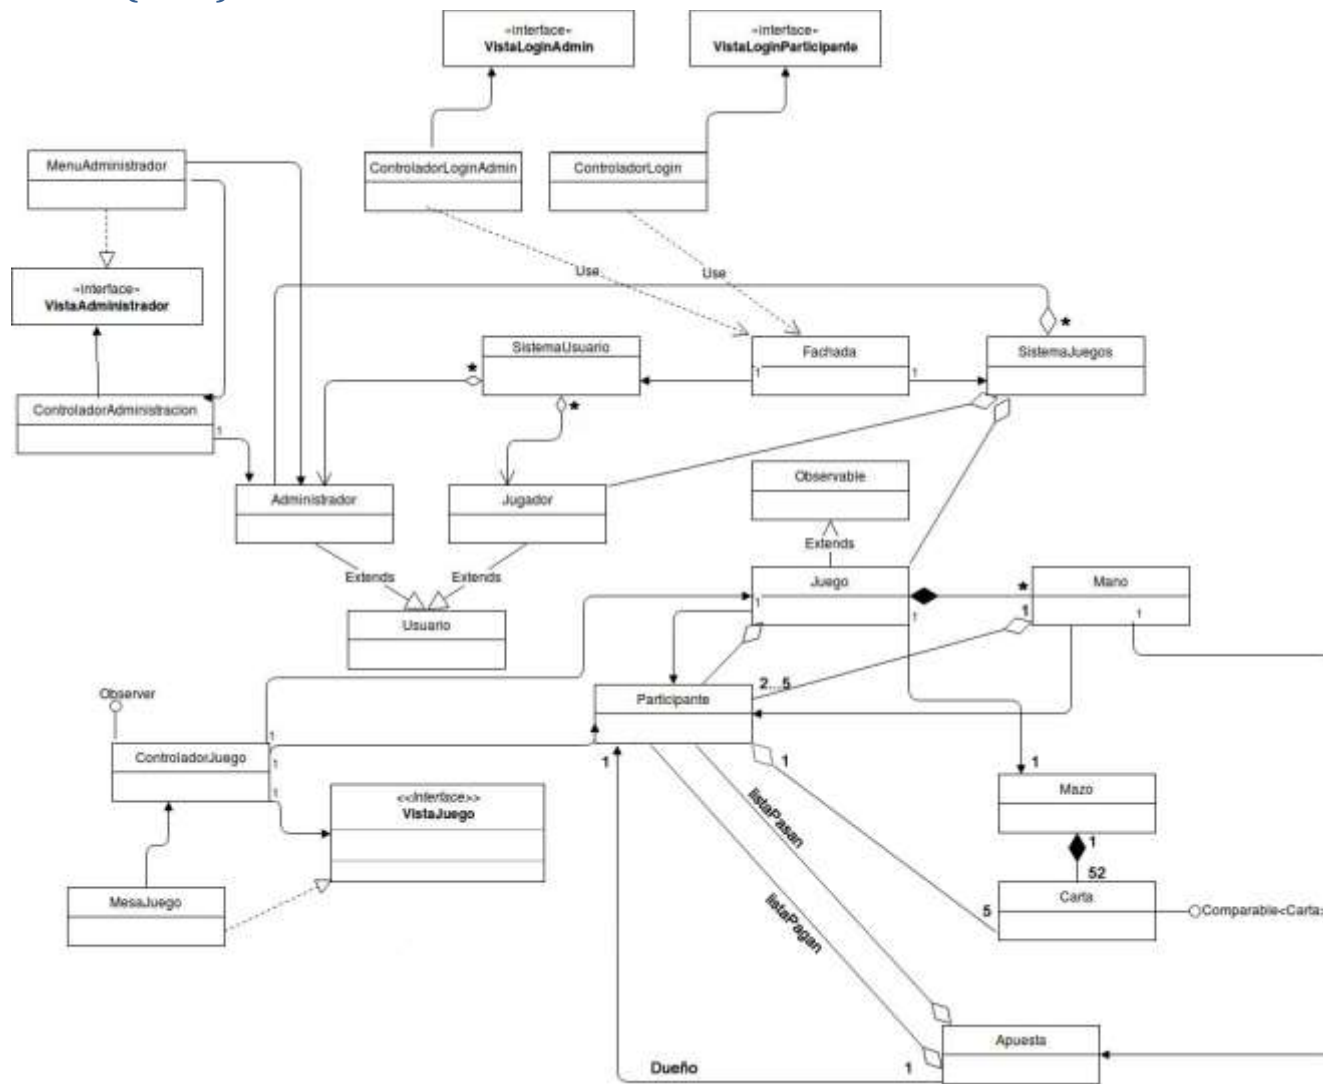 «interface»
VistaLoginAdmin
«interface»
VistaLoginParticipante
MenuAdministrador
ControladorLoginAdmin
ControladorLogin
Use
Use
«interface»
VistaAdministrador
*
SistemaUsuario
Fachada
SistemaJuegos
*
1
1
*
ControladorAdministracion
1
Observable
Administrador
Jugador
Extends
Extends
Extends
Juego
*
Mano
1
1
1
1
Usuario
2...5
Observer
Participante
1
ControladorJuego
1
1
1
1
1
Mazo
<<Interface>>
VistaJuego
listaPasan
1
52
MesaJuego
Carta
5
Comparable<Carta>
listaPagan
Apuesta
Dueño
1